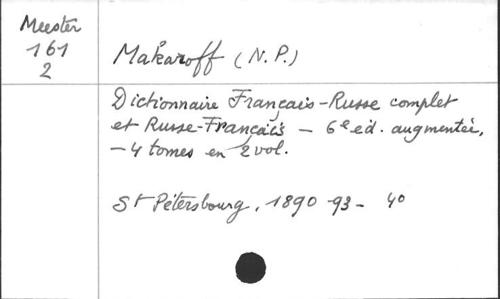 Meester
161
2
Makaroff (N.P.)
Dictionnaire Français-Russe complet
et Russe-Français – 6e ed. augmentée,
– 4 tomes en 2 vol.
St Pétersbourg, 1890-93 – 4o